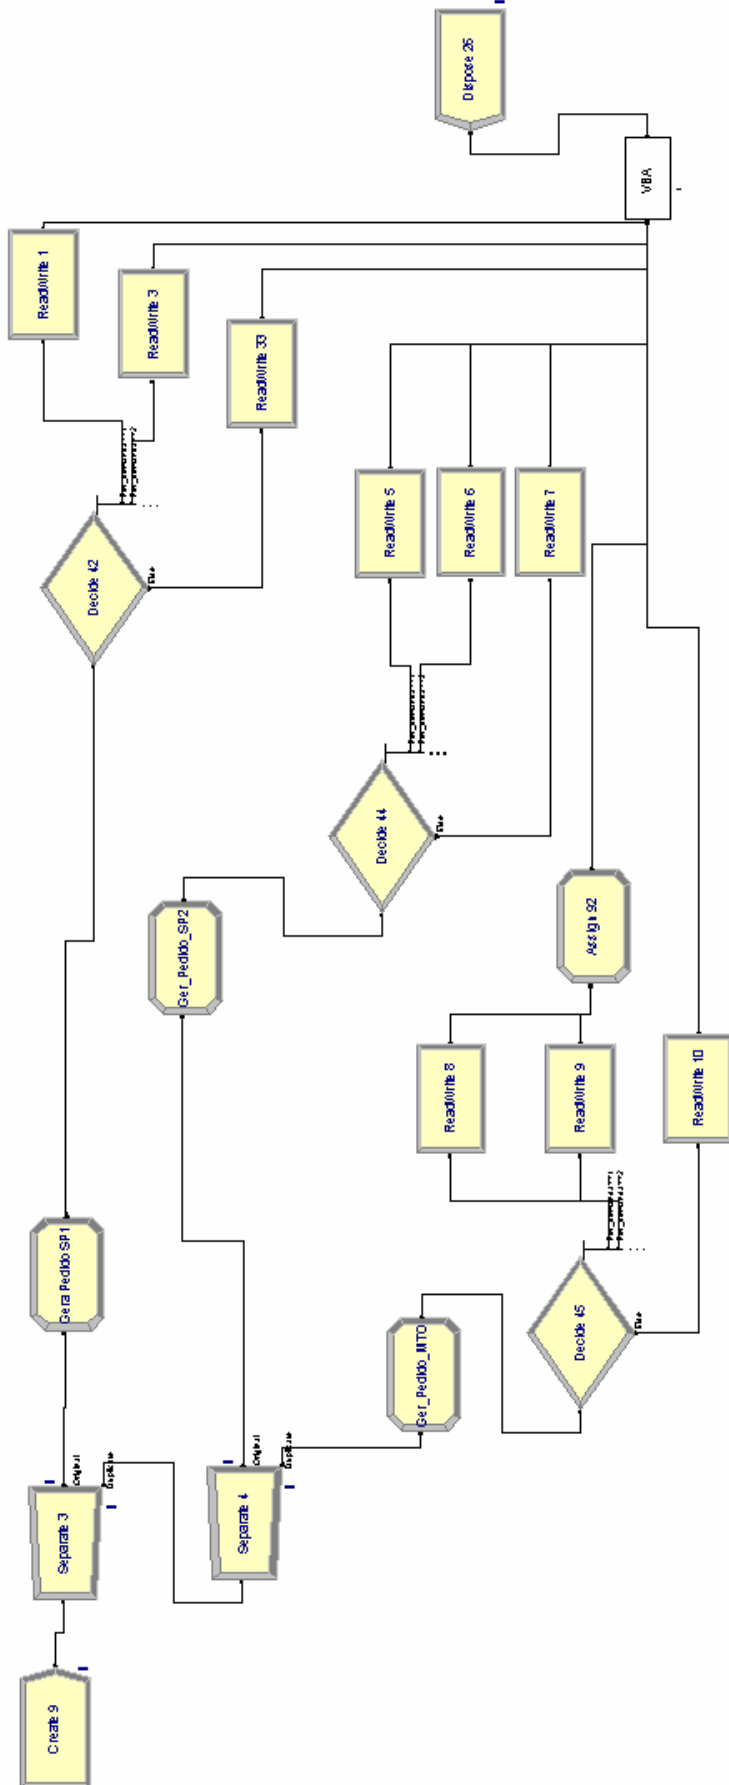 Create 9
Separate 3
Original
Duplicate
Gera Pedido SP1
Decide 42
Else
ReadWrite 1
ReadWrite 3
ReadWrite 33
Separate 4
Original
Duplicate
Ger_Pedido_SP2
Decide 44
Else
ReadWrite 5
ReadWrite 6
ReadWrite 7
Ger_Pedido_MTO
Decide 45
Else
ReadWrite 8
ReadWrite 9
ReadWrite 10
Assign 92
VBA
Dispose 26